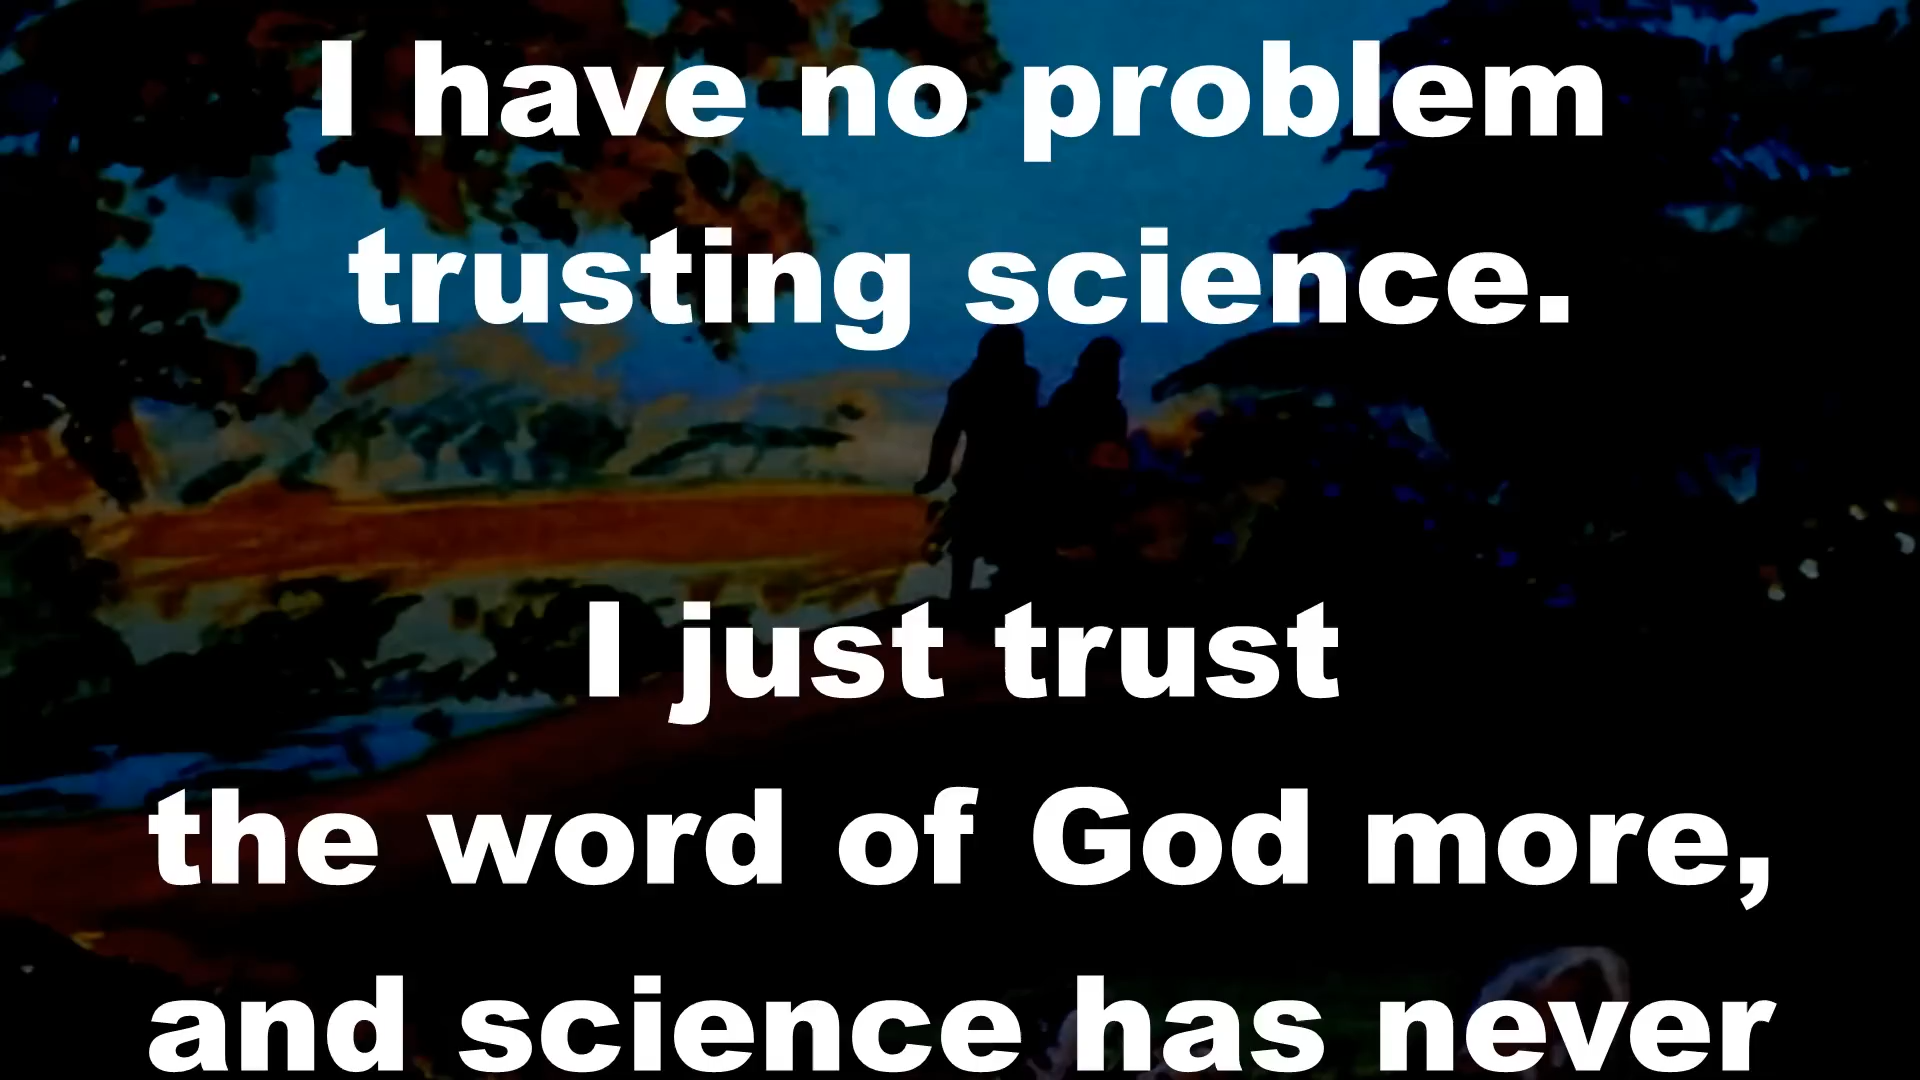 I have no problem
trusting science.
I just trust
the word of God more,
and science has never